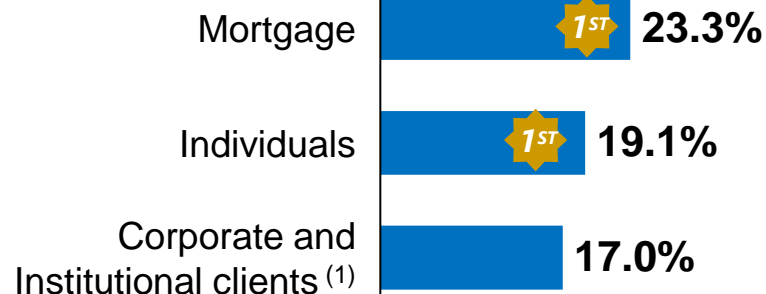 Mortgage 1ST 23.3%
Individuals 1ST 19.1%
Corporate and
Institutional clients (1) 17.0%